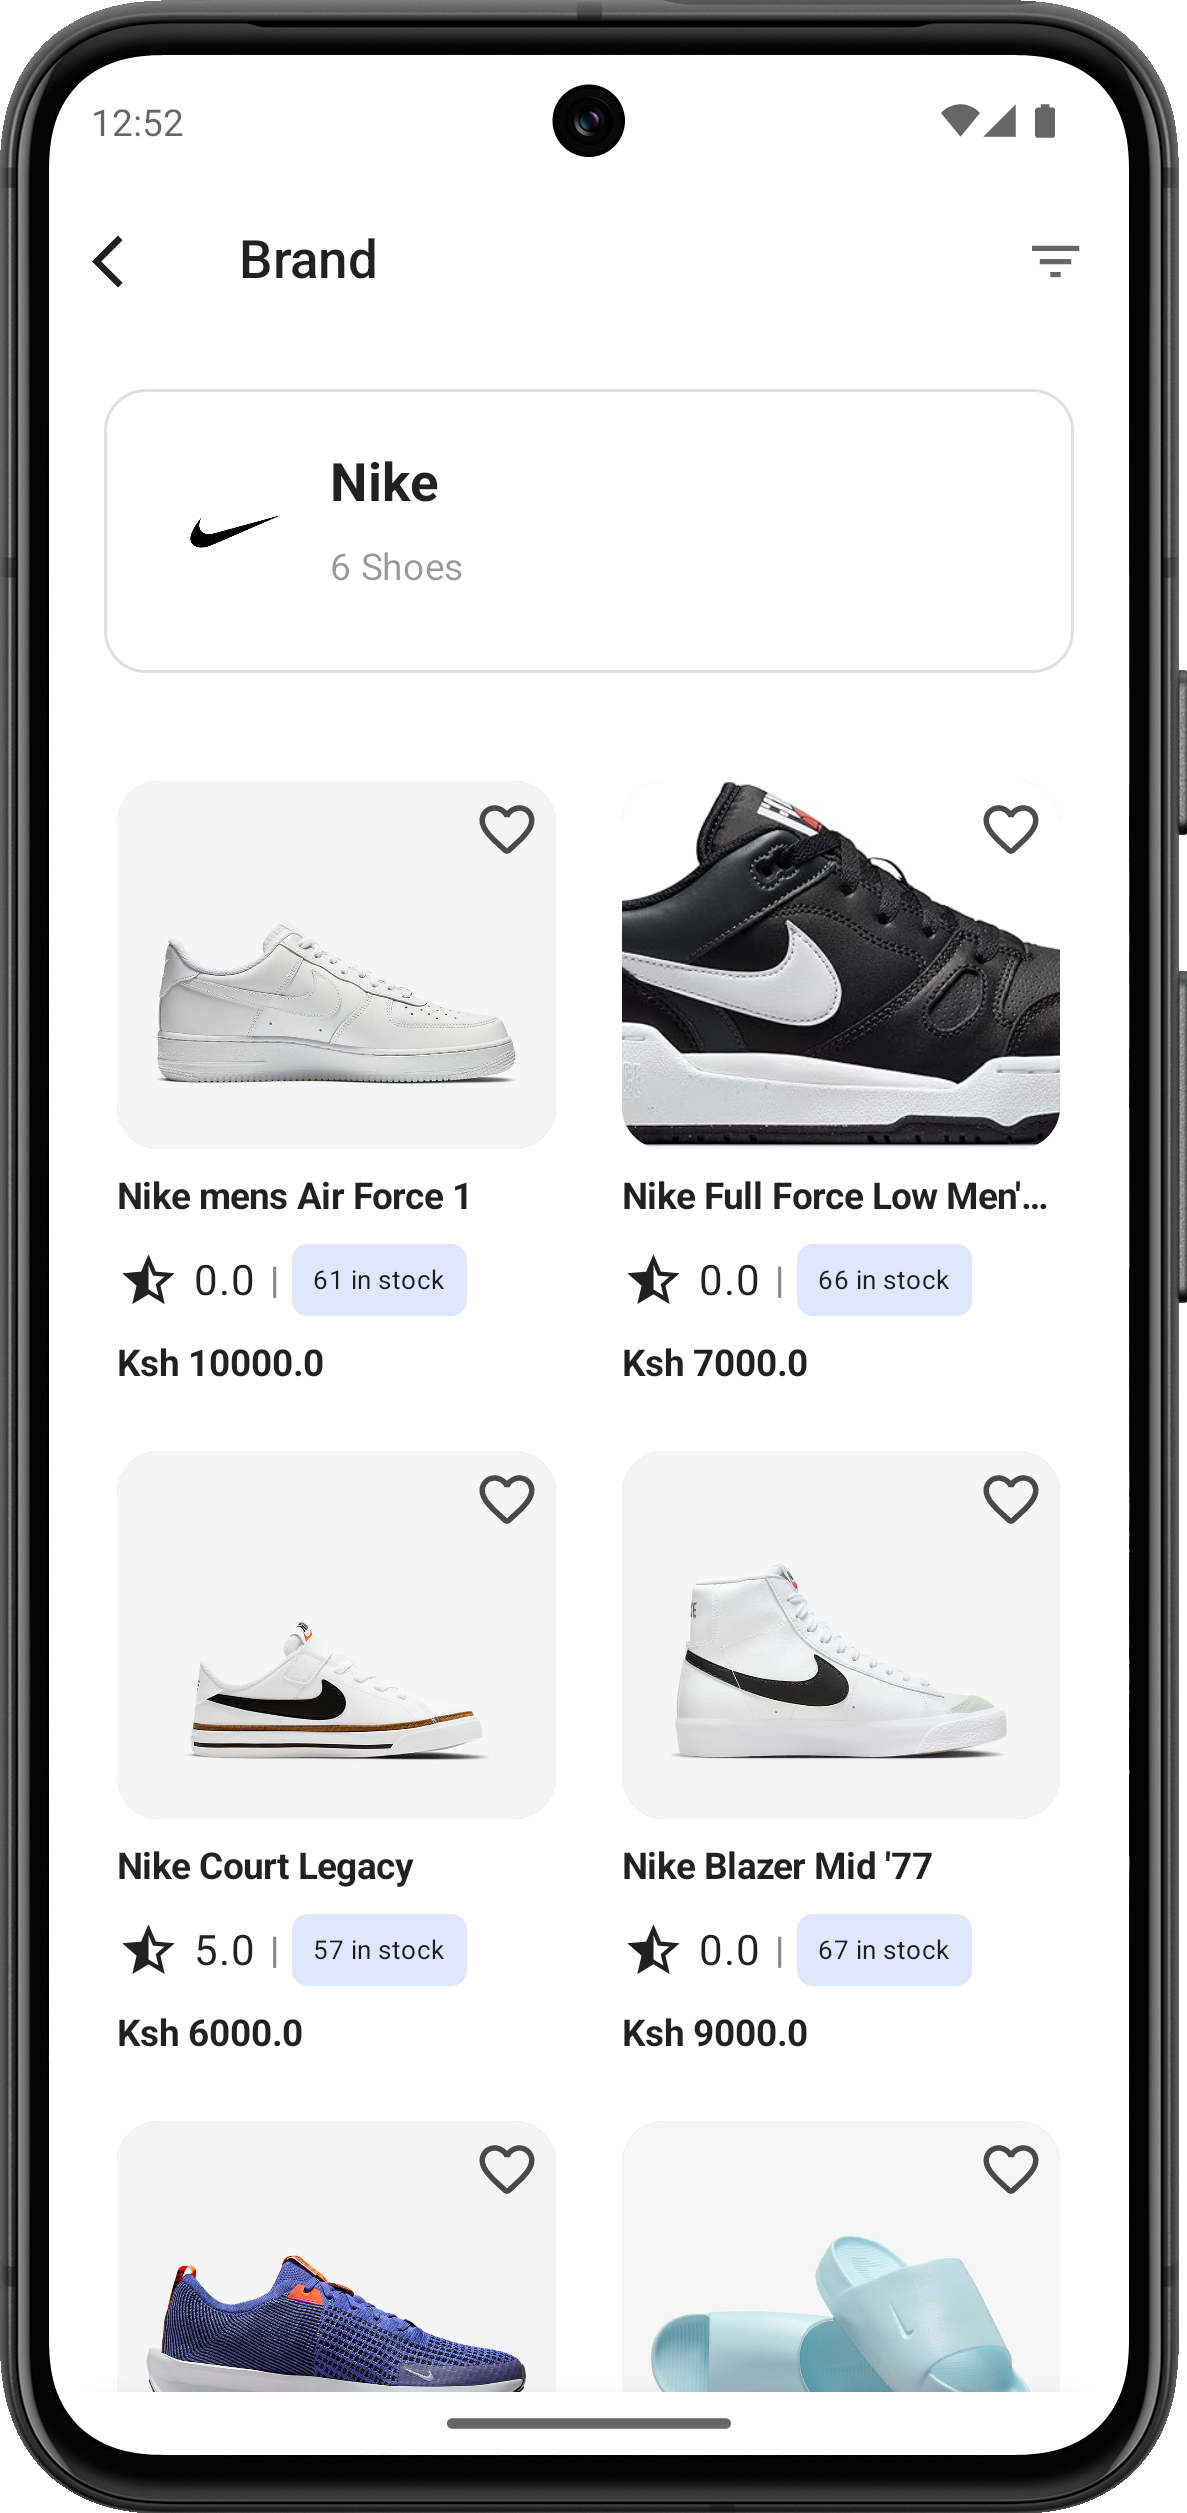 12:52
Brand
Nike
6 Shoes
Nike mens Air Force 1
Nike Full Force Low Men'...
0.0 | 61 in stock
0.0 | 66 in stock
Ksh 10000.0
Ksh 7000.0
Nike Court Legacy
Nike Blazer Mid '77
5.0 | 57 in stock
0.0 | 67 in stock
Ksh 6000.0
Ksh 9000.0